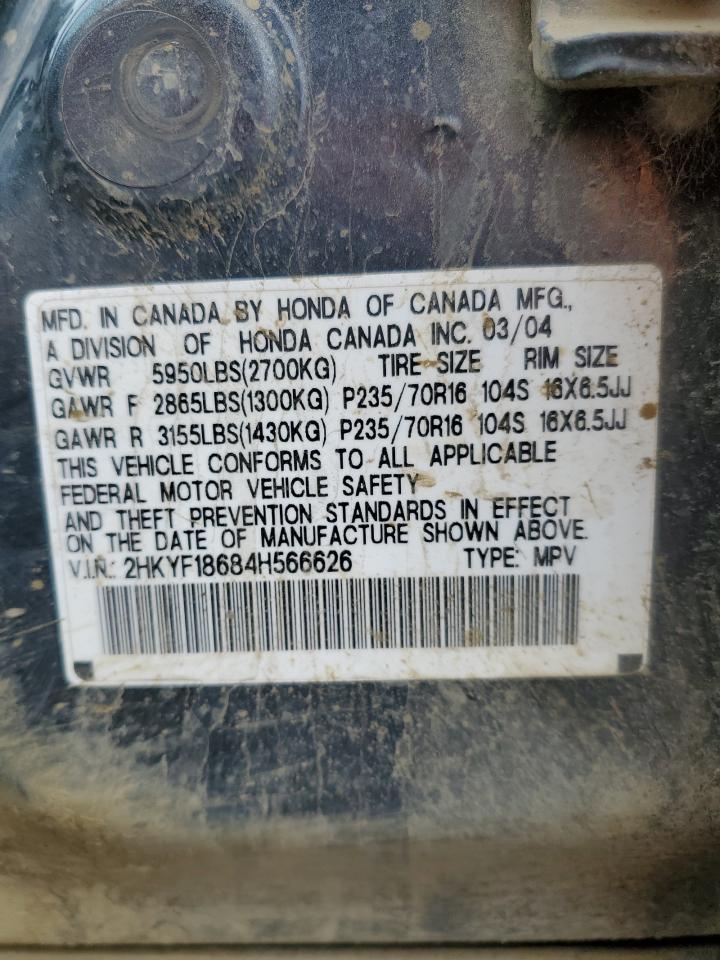 MFD. IN CANADA BY HONDA OF CANADA MFG.,
A DIVISION OF HONDA CANADA INC. 03/04
GVWR 5950LBS(2700KG) TIRE SIZE RIM SIZE
GAWR F 2865LBS(1300KG) P235/70R16 104S 16X6.5JJ
GAWR R 3155LBS(1430KG) P235/70R16 104S 16X6.5JJ
THIS VEHICLE CONFORMS TO ALL APPLICABLE
FEDERAL MOTOR VEHICLE SAFETY
AND THEFT PREVENTION STANDARDS IN EFFECT
ON THE DATE OF MANUFACTURE SHOWN ABOVE.
V.I.N.: 2HKYF18684H566626 TYPE: MPV